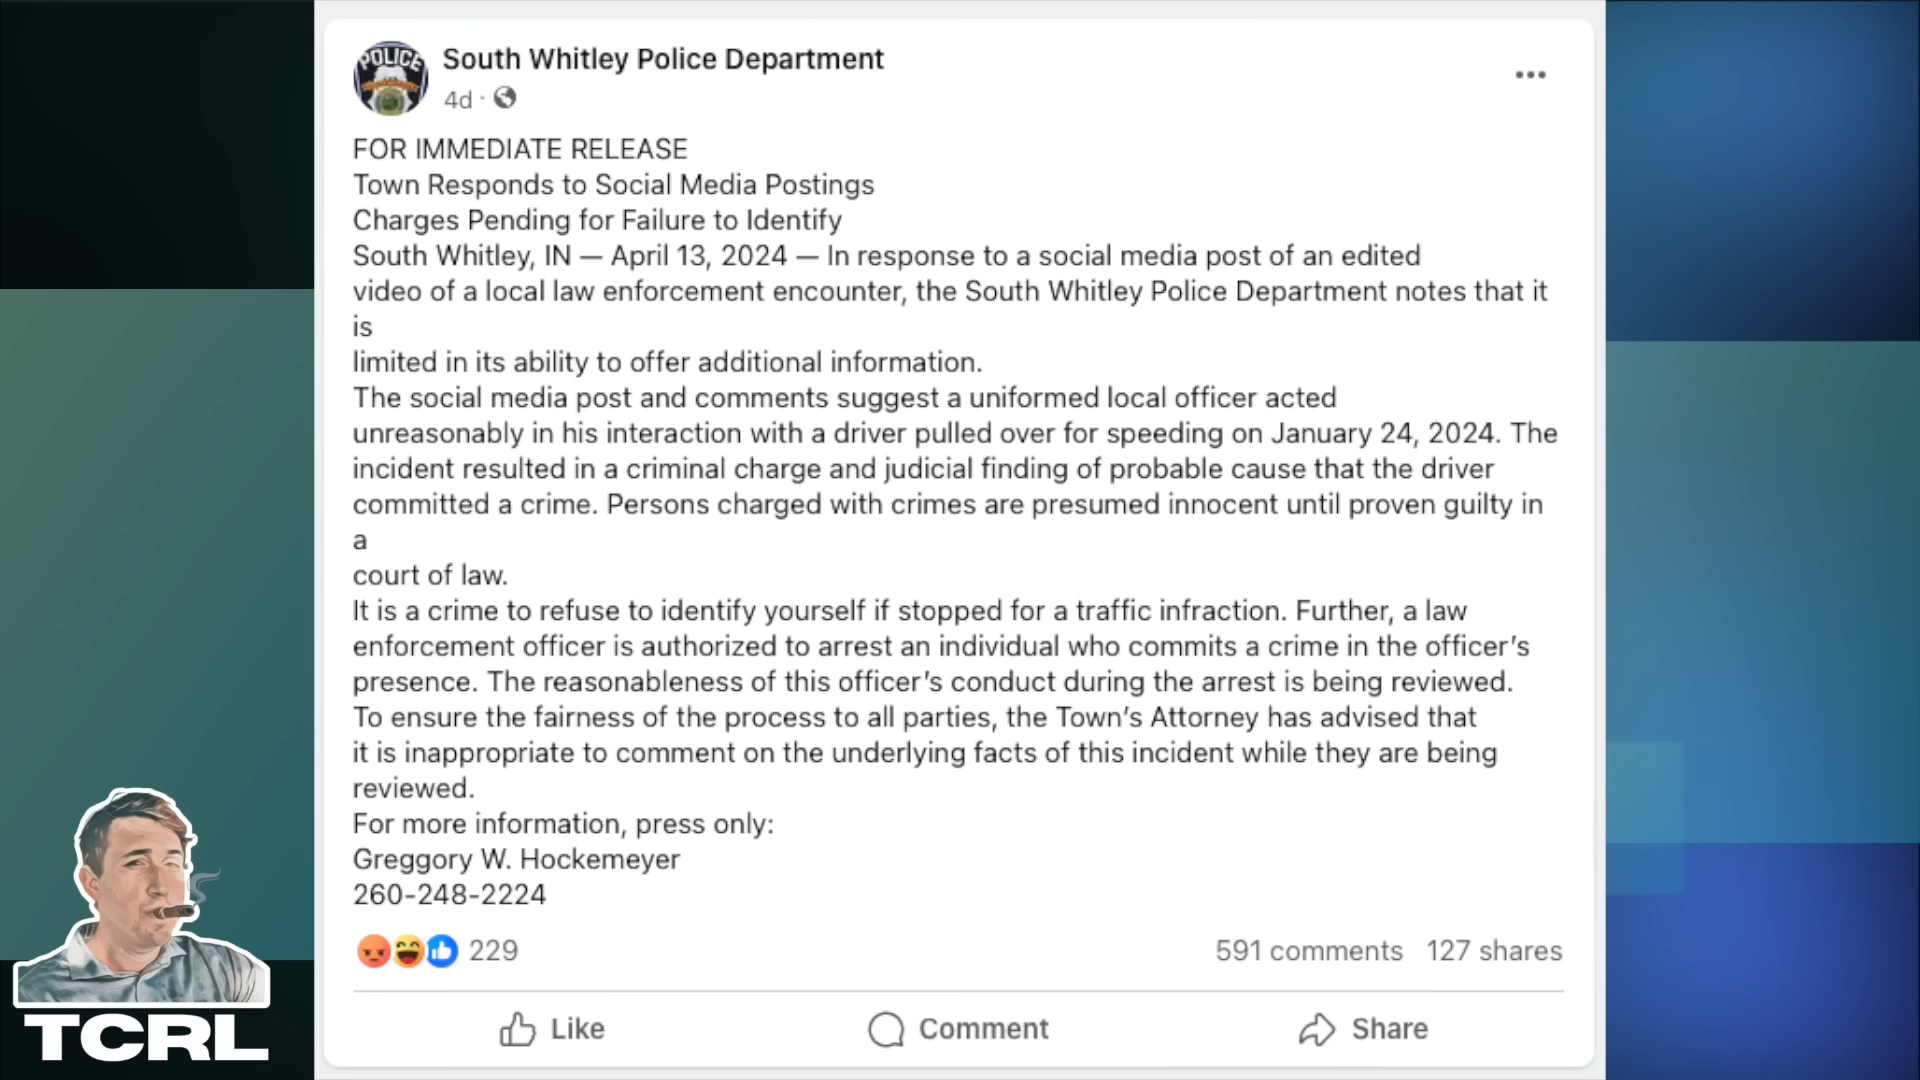 POLICE
South Whitley Police Department
4d ·
FOR IMMEDIATE RELEASE
Town Responds to Social Media Postings
Charges Pending for Failure to Identify
South Whitley, IN — April 13, 2024 — In response to a social media post of an edited
video of a local law enforcement encounter, the South Whitley Police Department notes that it
is
limited in its ability to offer additional information.
The social media post and comments suggest a uniformed local officer acted
unreasonably in his interaction with a driver pulled over for speeding on January 24, 2024. The
incident resulted in a criminal charge and judicial finding of probable cause that the driver
committed a crime. Persons charged with crimes are presumed innocent until proven guilty in
a
court of law.
It is a crime to refuse to identify yourself if stopped for a traffic infraction. Further, a law
enforcement officer is authorized to arrest an individual who commits a crime in the officer’s
presence. The reasonableness of this officer’s conduct during the arrest is being reviewed.
To ensure the fairness of the process to all parties, the Town’s Attorney has advised that
it is inappropriate to comment on the underlying facts of this incident while they are being
reviewed.
For more information, press only:
Greggory W. Hockemeyer
260-248-2224
229
591 comments 127 shares
Like Comment Share
TCRL